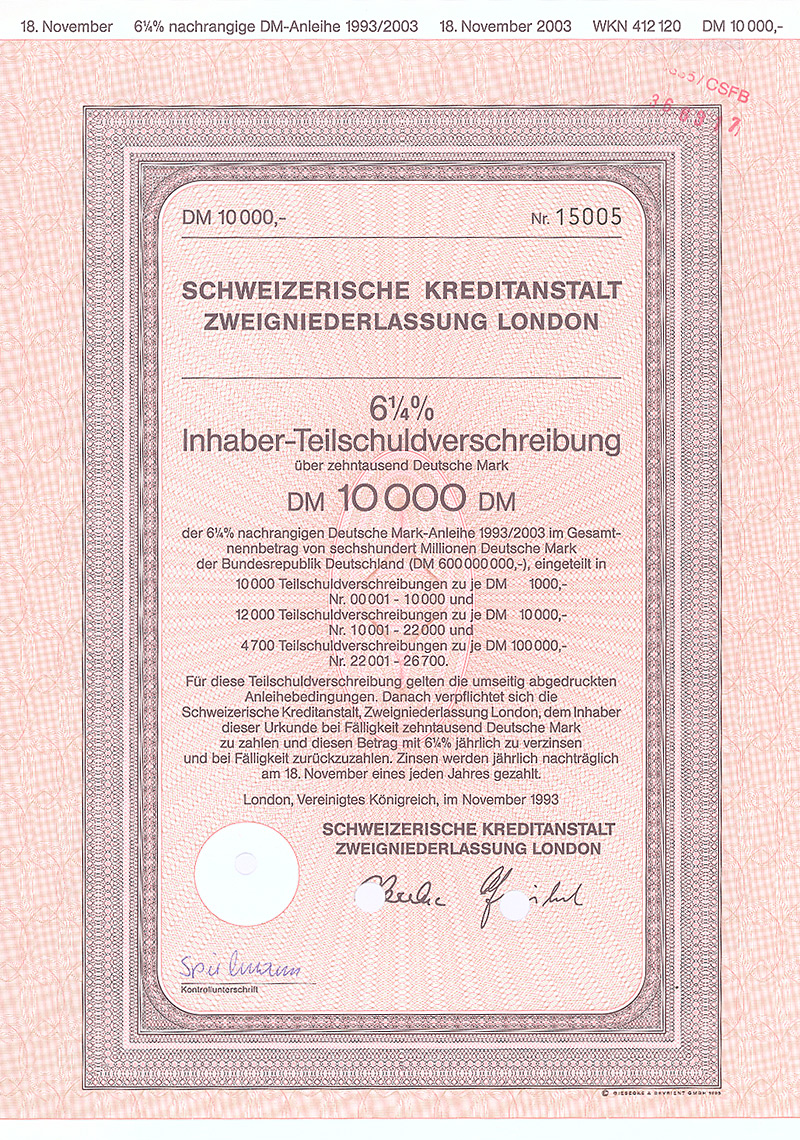 18. November 6¼% nachrangige DM-Anleihe 1993/2003 18. November 2003 WKN 412 120 DM 10 000,-
/CSFB
DM 10 000,- Nr. 15005
SCHWEIZERISCHE KREDITANSTALT
ZWEIGNIEDERLASSUNG LONDON
6¼%
Inhaber-Teilschuldverschreibung
über zehntausend Deutsche Mark
DM 10 000 DM
der 6¼% nachrangigen Deutsche Mark-Anleihe 1993/2003 im Gesamt-
nennbetrag von sechshundert Millionen Deutsche Mark
der Bundesrepublik Deutschland (DM 600 000 000,-), eingeteilt in
10 000 Teilschuldverschreibungen zu je DM 1000,-
Nr. 00 001 - 10 000 und
12 000 Teilschuldverschreibungen zu je DM 10 000,-
Nr. 10 001 - 22 000 und
4 700 Teilschuldverschreibungen zu je DM 100 000,-
Nr. 22 001 - 26 700.
Für diese Teilschuldverschreibung gelten die umseitig abgedruckten
Anleihebedingungen. Danach verpflichtet sich die
Schweizerische Kreditanstalt, Zweigniederlassung London, dem Inhaber
dieser Urkunde bei Fälligkeit zehntausend Deutsche Mark
zu zahlen und diesen Betrag mit 6¼% jährlich zu verzinsen
und bei Fälligkeit zurückzuzahlen. Zinsen werden jährlich nachträglich
am 18. November eines jeden Jahres gezahlt.
London, Vereinigtes Königreich, im November 1993
SCHWEIZERISCHE KREDITANSTALT
ZWEIGNIEDERLASSUNG LONDON
Kontrollunterschrift
© GIESECKE & DEVRIENT GMBH 1993